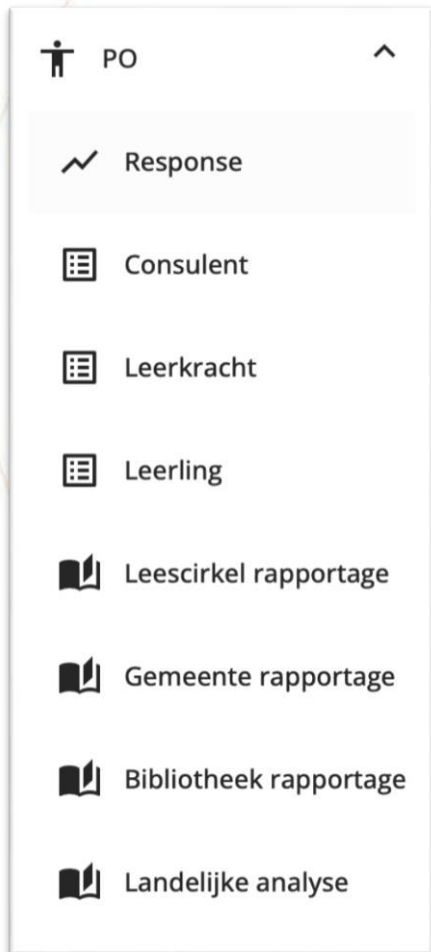 PO
Response
Consulent
Leerkracht
Leerling
Leescirkel rapportage
Gemeente rapportage
Bibliotheek rapportage
Landelijke analyse